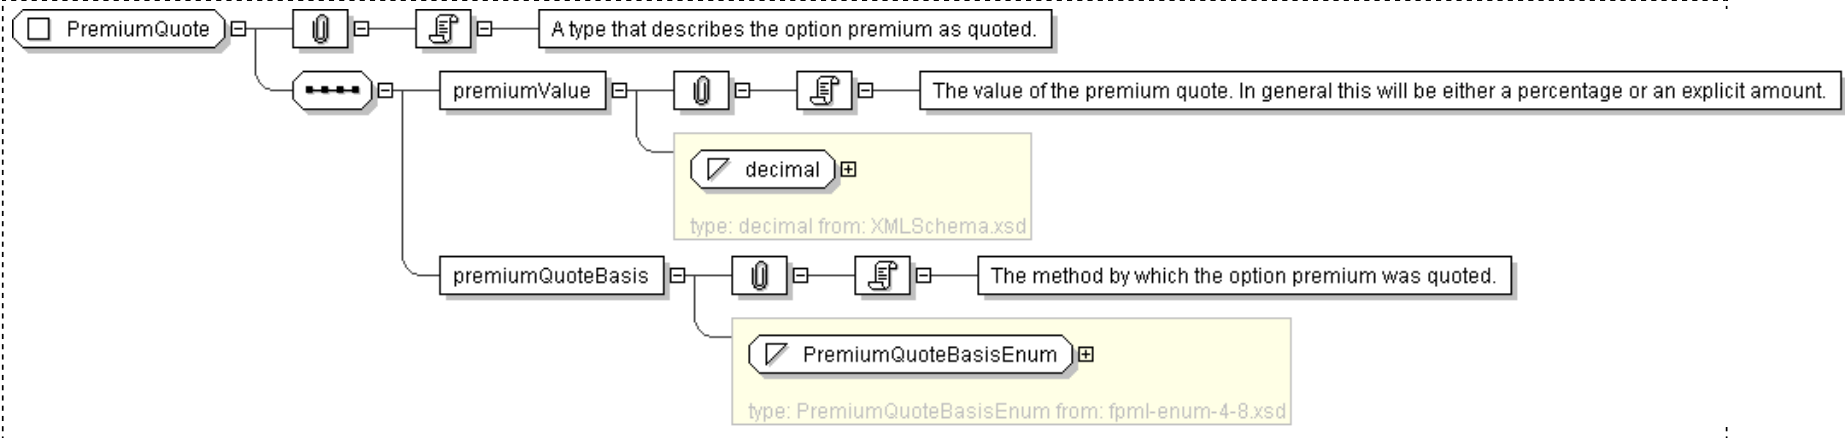 PremiumQuote
A type that describes the option premium as quoted.
premiumValue
The value of the premium quote. In general this will be either a percentage or an explicit amount.
decimal
type: decimal from: XMLSchema.xsd
premiumQuoteBasis
The method by which the option premium was quoted.
PremiumQuoteBasisEnum
type: PremiumQuoteBasisEnum from: fpml-enum-4-8.xsd